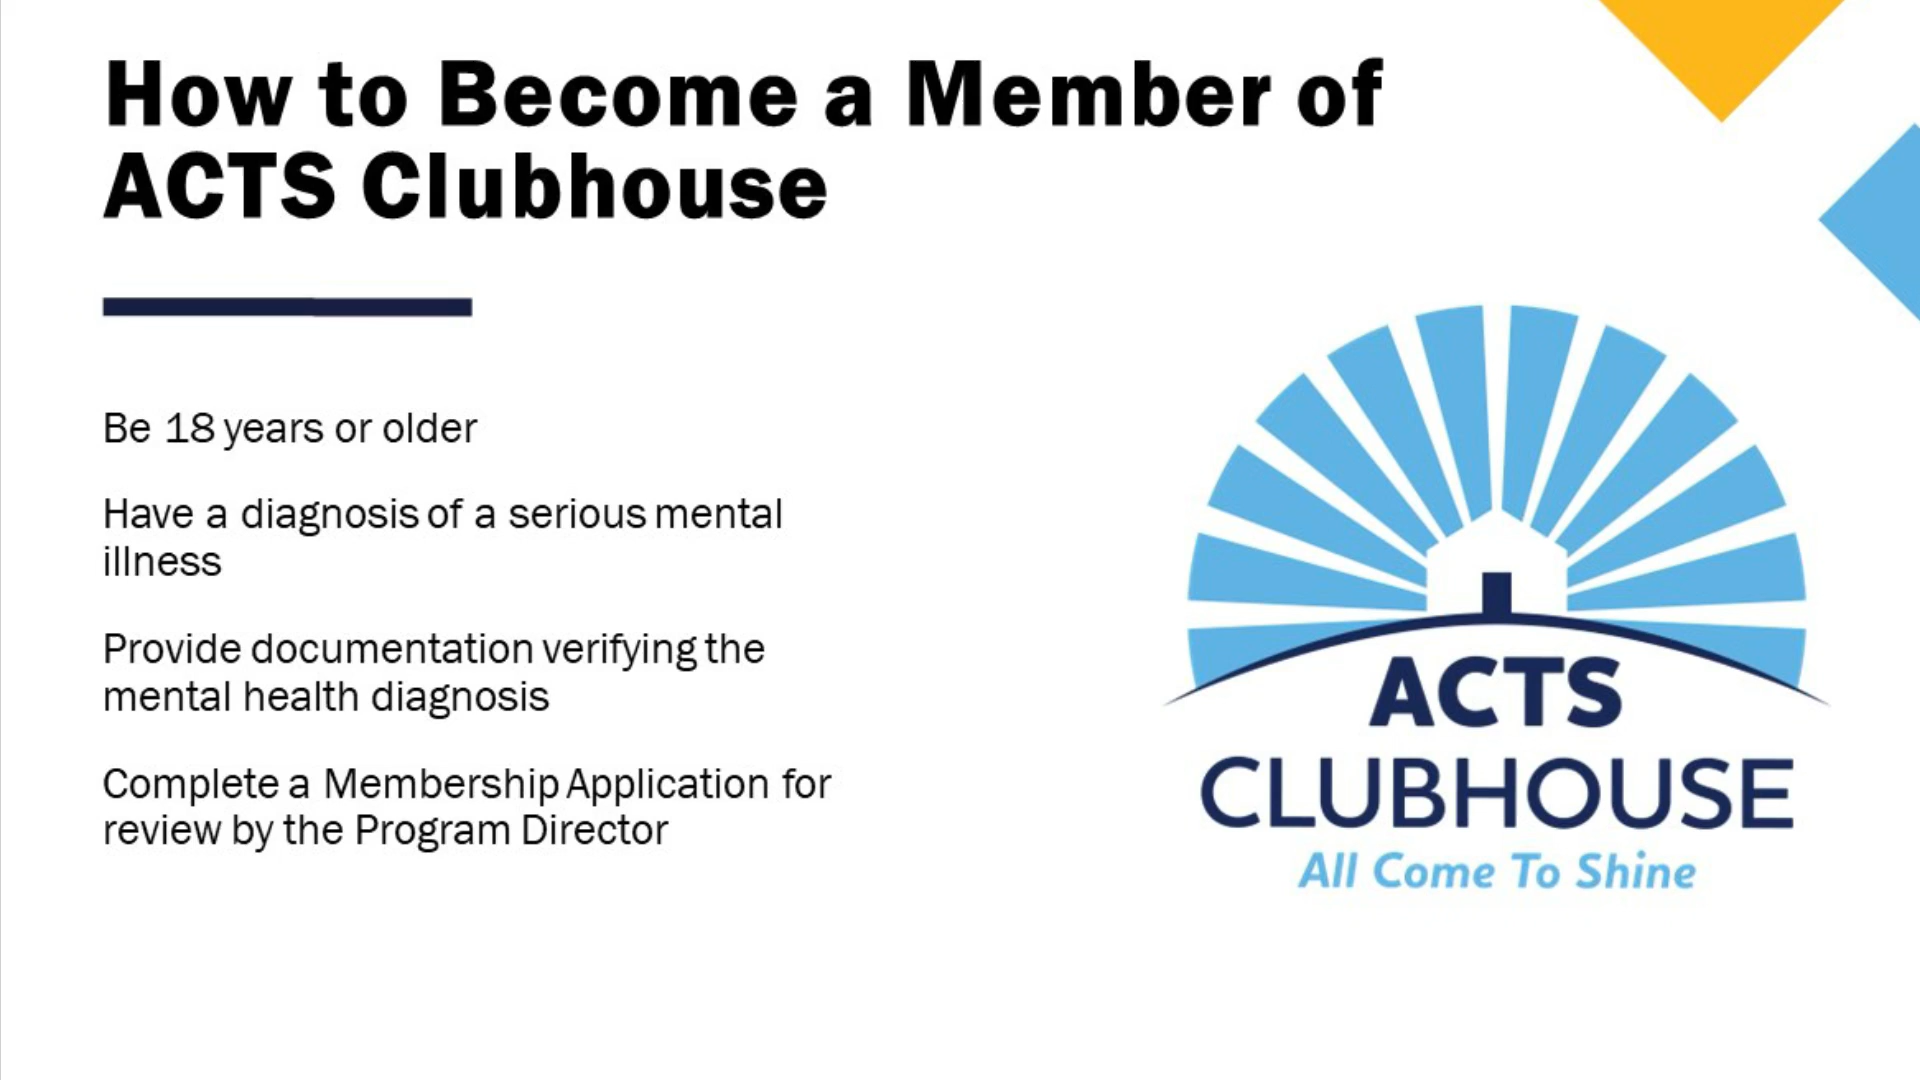 How to Become a Member of
ACTS Clubhouse
Be 18 years or older
Have a diagnosis of a serious mental
illness
Provide documentation verifying the
mental health diagnosis
Complete a Membership Application for
review by the Program Director
ACTS
CLUBHOUSE
All Come To Shine